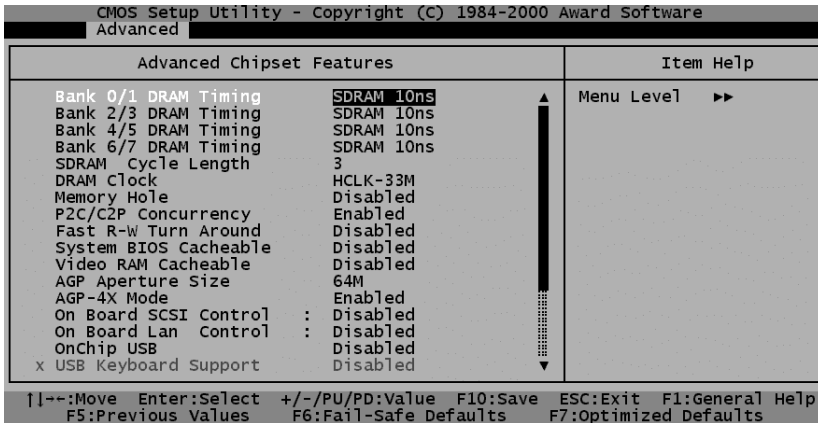 CMOS Setup Utility - Copyright (C) 1984-2000 Award Software
Advanced
Advanced Chipset Features
Item Help
Bank 0/1 DRAM Timing SDRAM 10ns
Bank 2/3 DRAM Timing SDRAM 10ns
Bank 4/5 DRAM Timing SDRAM 10ns
Bank 6/7 DRAM Timing SDRAM 10ns
SDRAM Cycle Length 3
DRAM Clock HCLK-33M
Memory Hole Disabled
P2C/C2P Concurrency Enabled
Fast R-W Turn Around Disabled
System BIOS Cacheable Disabled
Video RAM Cacheable Disabled
AGP Aperture Size 64M
AGP-4X Mode Enabled
On Board SCSI Control : Disabled
On Board Lan Control : Disabled
OnChip USB Disabled
x USB Keyboard Support Disabled
Menu Level ▶▶
↑↓→←:Move Enter:Select +/-/PU/PD:Value F10:Save ESC:Exit F1:General Help
F5:Previous Values F6:Fail-Safe Defaults F7:Optimized Defaults